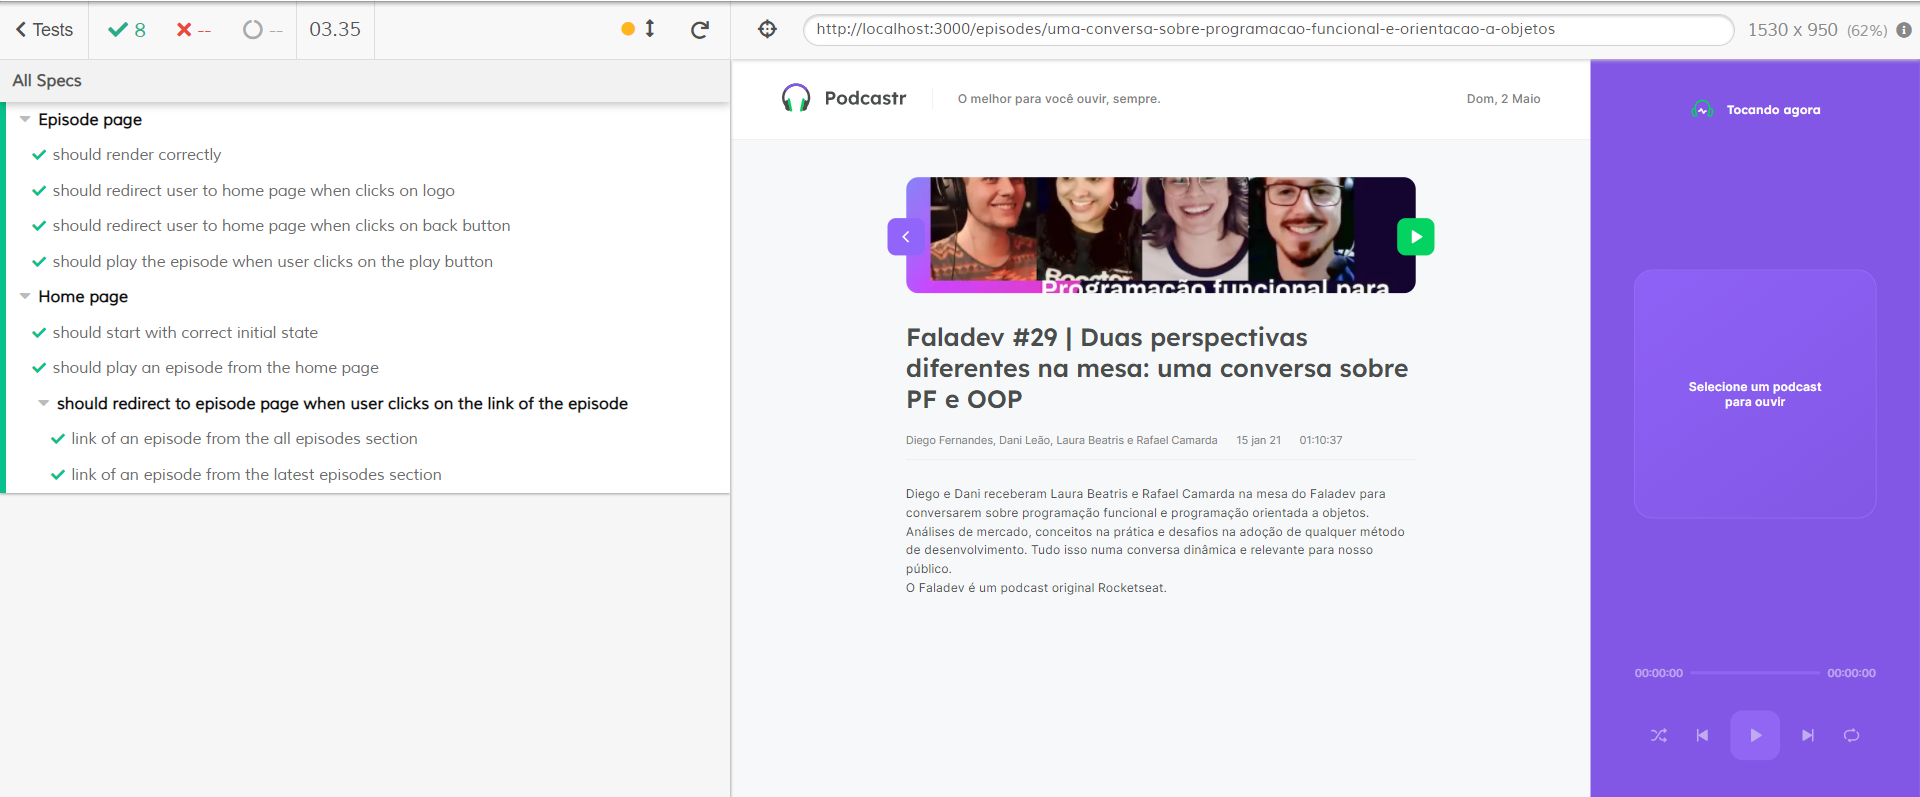 Tests 8 -- -- 03.35
http://localhost:3000/episodes/uma-conversa-sobre-programacao-funcional-e-orientacao-a-objetos
1530 x 950 (62%)
All Specs
Episode page
should render correctly
should redirect user to home page when clicks on logo
should redirect user to home page when clicks on back button
should play the episode when user clicks on the play button
Home page
should start with correct initial state
should play an episode from the home page
should redirect to episode page when user clicks on the link of the episode
link of an episode from the all episodes section
link of an episode from the latest episodes section
Podcastr
O melhor para você ouvir, sempre.
Dom, 2 Maio
Programação funcional para
Faladev #29 | Duas perspectivas
diferentes na mesa: uma conversa sobre
PF e OOP
Diego Fernandes, Dani Leão, Laura Beatris e Rafael Camarda 15 jan 21 01:10:37
Diego e Dani receberam Laura Beatris e Rafael Camarda na mesa do Faladev para
conversarem sobre programação funcional e programação orientada a objetos.
Análises de mercado, conceitos na prática e desafios na adoção de qualquer método
de desenvolvimento. Tudo isso numa conversa dinâmica e relevante para nosso
público.
O Faladev é um podcast original Rocketseat.
Tocando agora
Selecione um podcast
para ouvir
00:00:00 00:00:00